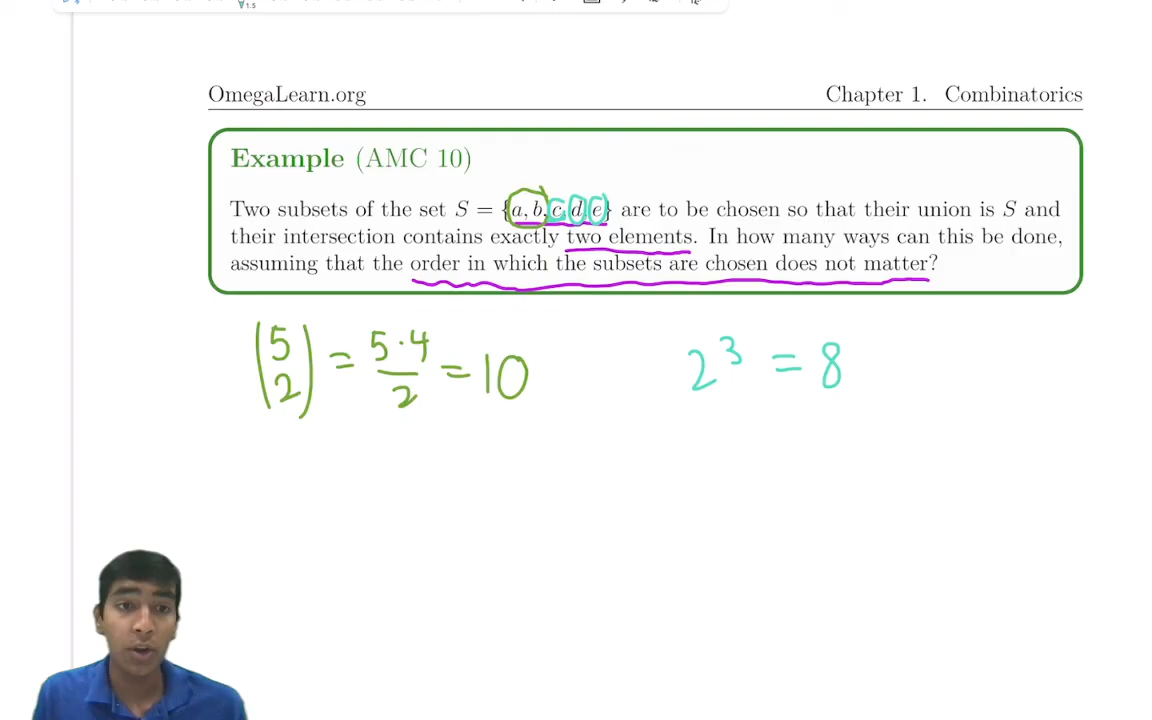 OmegaLearn.org Chapter 1. Combinatorics
Example (AMC 10)
Two subsets of the set S = {a, b, c, d, e} are to be chosen so that their union is S and
their intersection contains exactly two elements. In how many ways can this be done,
assuming that the order in which the subsets are chosen does not matter?
(5 2) = 5·4/2 = 10 2^3 = 8